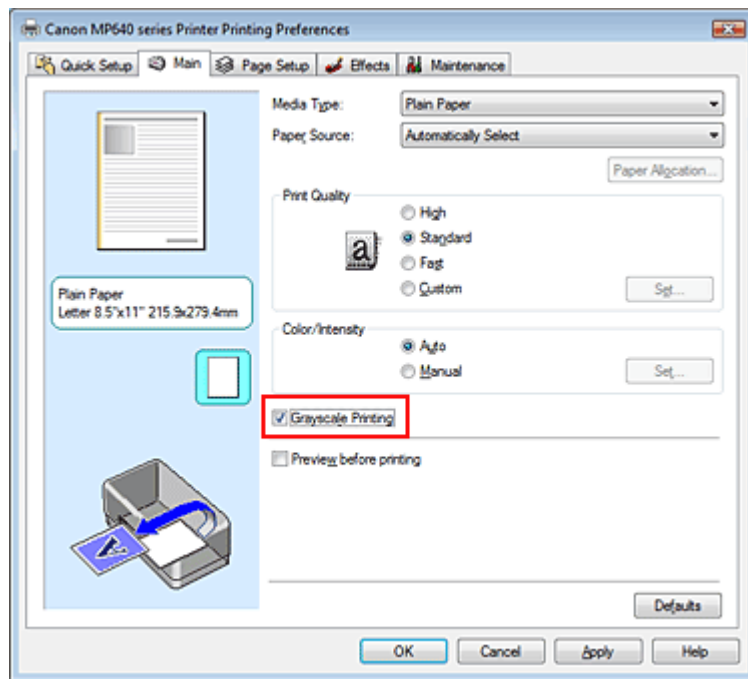 Canon MP640 series Printer Printing Preferences
Quick Setup Main Page Setup Effects Maintenance
Media Type: Plain Paper
Paper Source: Automatically Select
Paper Allocation...
Print Quality
High
a
Standard
Fast
Custom Set...
Plain Paper
Letter 8.5"x11" 215.9x279.4mm
Color/Intensity
Auto
Manual Set...
Grayscale Printing
Preview before printing
A
Defaults
OK Cancel Apply Help